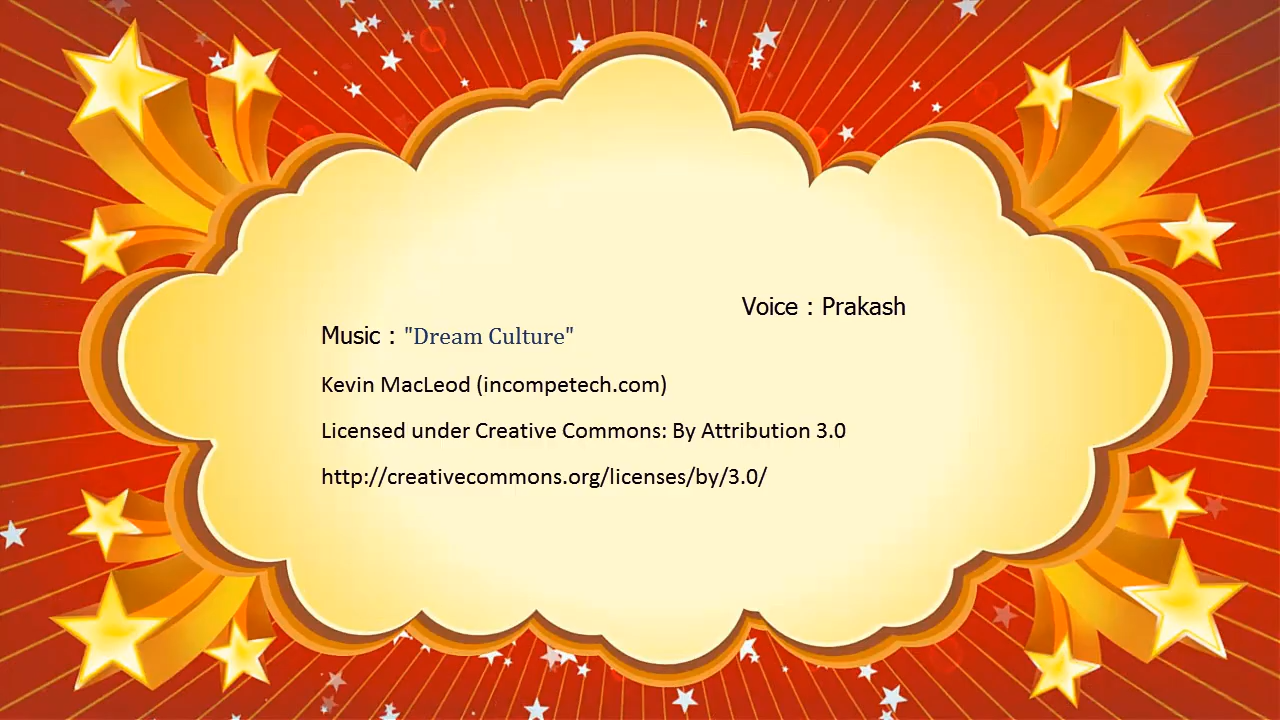 Voice : Prakash
Music : "Dream Culture"
Kevin MacLeod (incompetech.com)
Licensed under Creative Commons: By Attribution 3.0
http://creativecommons.org/licenses/by/3.0/